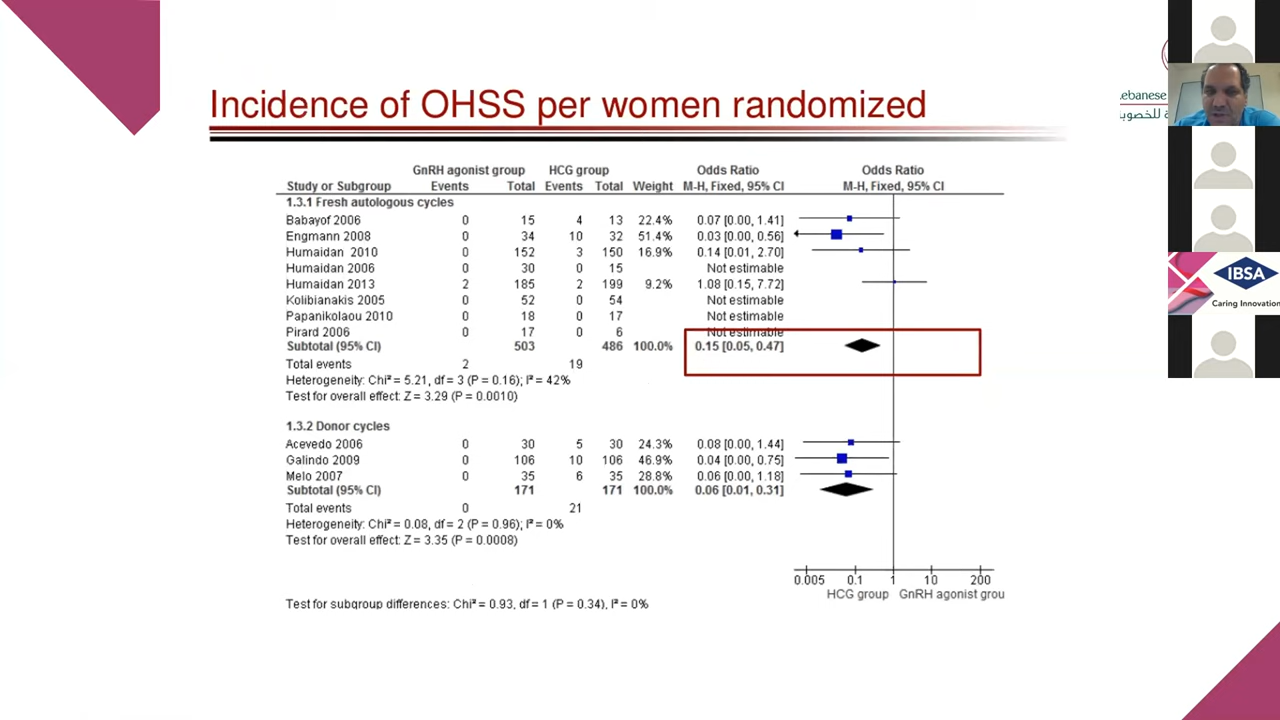 Incidence of OHSS per women randomized
ebanese
ة للخصوبة
IBSA
Caring Innovation
GnRH agonist group HCG group Odds Ratio Odds Ratio
Study or Subgroup Events Total Events Total Weight M-H, Fixed, 95% CI M-H, Fixed, 95% CI
1.3.1 Fresh autologous cycles
Babayof 2006 0 15 4 13 22.4% 0.07 [0.00, 1.41]
Engmann 2008 0 34 10 32 51.4% 0.03 [0.00, 0.56]
Humaidan 2010 0 152 3 150 16.9% 0.14 [0.01, 2.70]
Humaidan 2006 0 30 0 15 Not estimable
Humaidan 2013 2 185 2 199 9.2% 1.08 [0.15, 7.72]
Kolibianakis 2005 0 52 0 54 Not estimable
Papanikolaou 2010 0 18 0 17 Not estimable
Pirard 2006 0 17 0 6 Not estimable
Subtotal (95% CI) 503 486 100.0% 0.15 [0.05, 0.47]
Total events 2 19
Heterogeneity: Chi² = 5.21, df = 3 (P = 0.16); I² = 42%
Test for overall effect: Z = 3.29 (P = 0.0010)
1.3.2 Donor cycles
Acevedo 2006 0 30 5 30 24.3% 0.08 [0.00, 1.44]
Galindo 2009 0 106 10 106 46.9% 0.04 [0.00, 0.75]
Melo 2007 0 35 6 35 28.8% 0.06 [0.00, 1.18]
Subtotal (95% CI) 171 171 100.0% 0.06 [0.01, 0.31]
Total events 0 21
Heterogeneity: Chi² = 0.08, df = 2 (P = 0.96); I² = 0%
Test for overall effect: Z = 3.35 (P = 0.0008)
0.005 0.1 1 10 200
HCG group GnRH agonist grou
Test for subgroup differences: Chi² = 0.93, df = 1 (P = 0.34), I² = 0%